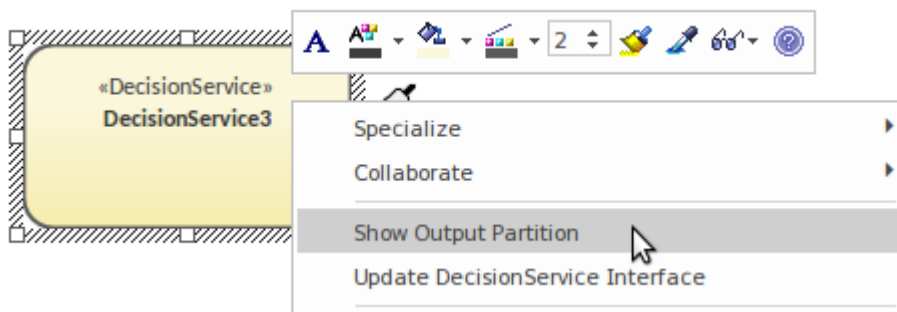 A A 2
«DecisionService»
DecisionService3
Specialize
Collaborate
Show Output Partition
Update DecisionService Interface